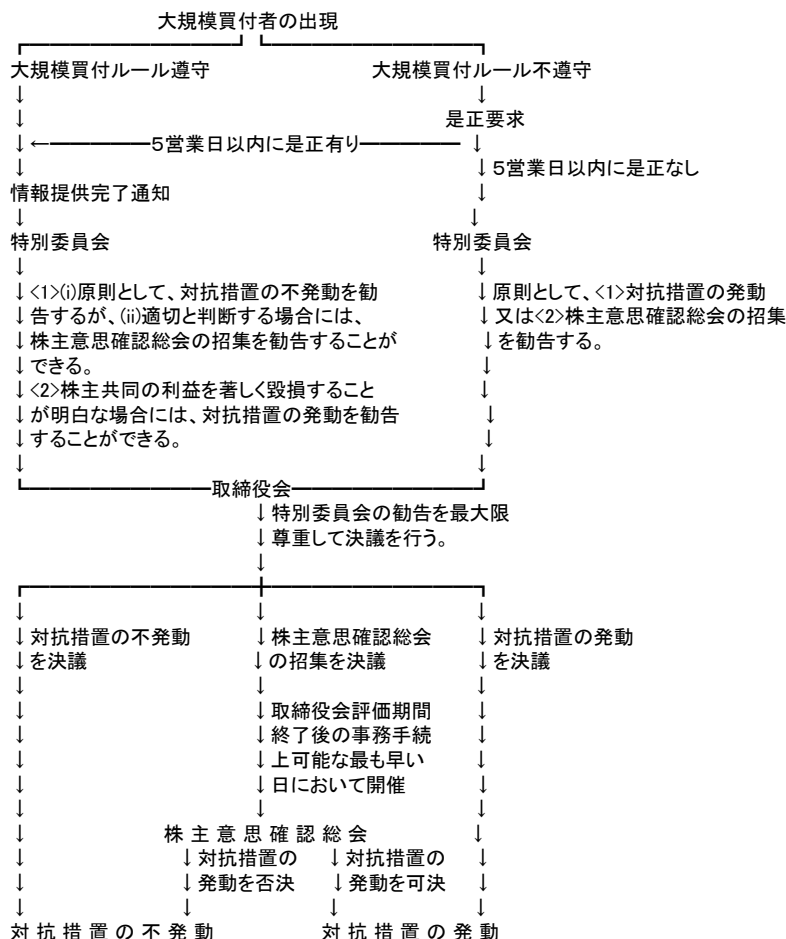 大規模買付者の出現
┏━━━━━━━━━━━┛┗━━━━━━━━━━━┓
大規模買付ルール遵守 大規模買付ルール不遵守
↓ ↓
↓ 是正要求
↓←━━━━━5営業日以内に是正有り━━━━━ ↓
↓ ↓5営業日以内に是正なし
情報提供完了通知 ↓
↓ ↓
特別委員会 特別委員会
↓ ↓
↓<1>(i)原則として、対抗措置の不発動を勧 ↓原則として、<1>対抗措置の発動
↓告するが、(ii)適切と判断する場合には、 ↓又は<2>株主意思確認総会の招集
↓株主意思確認総会の招集を勧告することが ↓を勧告する。
↓できる。 ↓
↓<2>株主共同の利益を著しく毀損すること ↓
↓が明白な場合には、対抗措置の発動を勧告 ↓
↓することができる。 ↓
↓ ↓
┗━━━━━━━━━取締役会━━━━━━━━━┛
↓特別委員会の勧告を最大限
↓尊重して決議を行う。
↓
┏━━━━━━━━━━━╋━━━━━━━━━━━┓
↓ ↓ ↓
↓対抗措置の不発動 ↓株主意思確認総会 ↓対抗措置の発動
↓を決議 ↓の招集を決議 ↓を決議
↓ ↓ ↓
↓ ↓取締役会評価期間 ↓
↓ ↓終了後の事務手続 ↓
↓ ↓上可能な最も早い ↓
↓ ↓日において開催 ↓
↓ ↓ ↓
↓ 株主意思確認総会 ↓
↓ ↓対抗措置の ↓対抗措置の ↓
↓ ↓発動を否決 ↓発動を可決 ↓
↓ ↓ ↓ ↓
対抗措置の不発動 対抗措置の発動